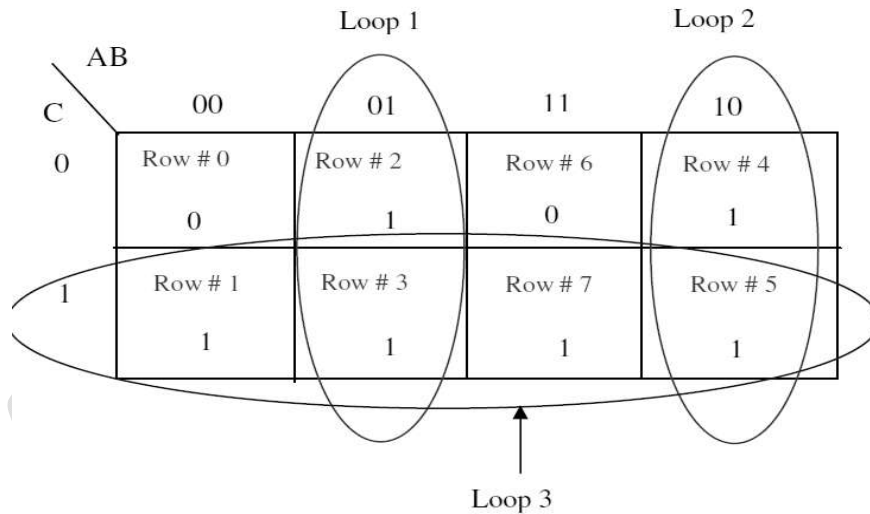 Loop 1 Loop 2
AB
C
00 01 11 10
0 Row # 0 Row # 2 Row # 6 Row # 4
0 1 0 1
1 Row # 1 Row # 3 Row # 7 Row # 5
1 1 1 1
Loop 3